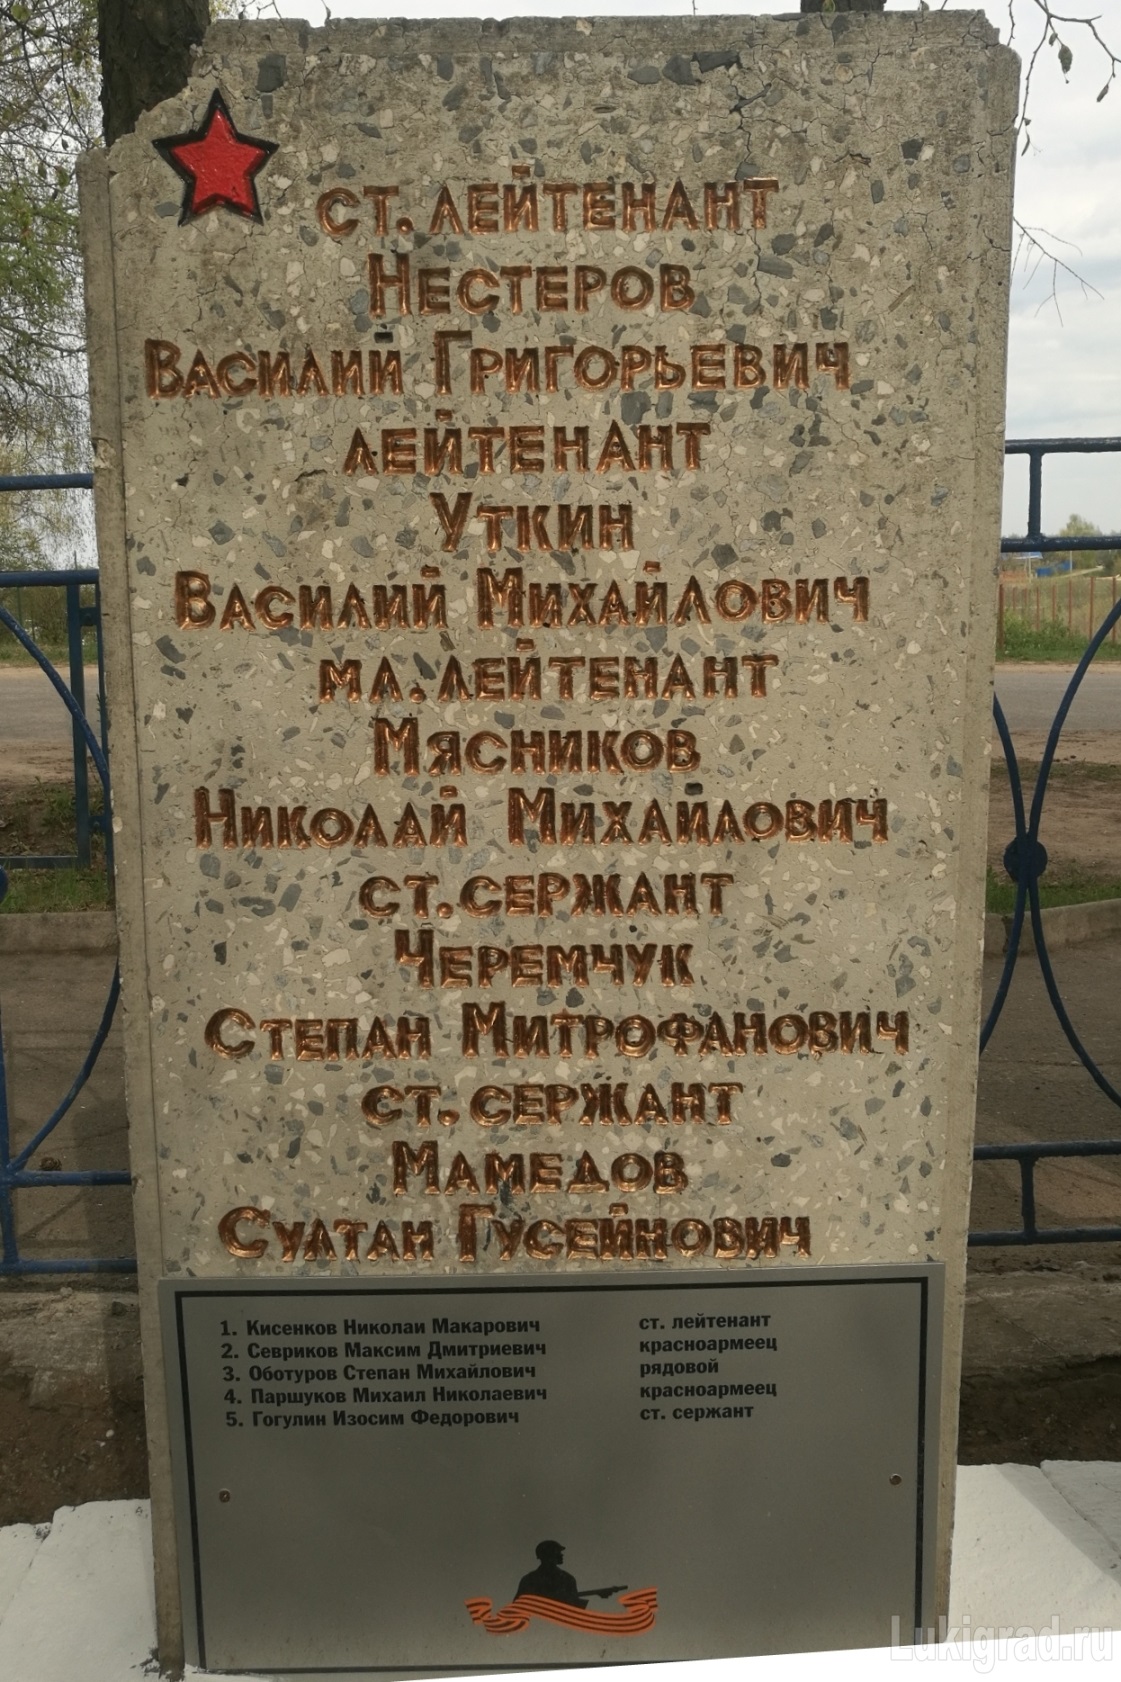 ст. лейтенант
Нестеров
Василий Григорьевич
лейтенант
Уткин
Василий Михайлович
мл. лейтенант
Мясников
Николай Михайлович
ст. сержант
Черемчук
Степан Митрофанович
ст. сержант
Мамедов
Султан Гусейнович
1. Кисенков Николаи Макарович ст. лейтенант
2. Севриков Максим Дмитриевич красноармеец
3. Оботуров Степан Михайлович рядовой
4. Паршуков Михаил Николаевич красноармеец
5. Гогулин Изосим Федорович ст. сержант
Lukigrad.ru